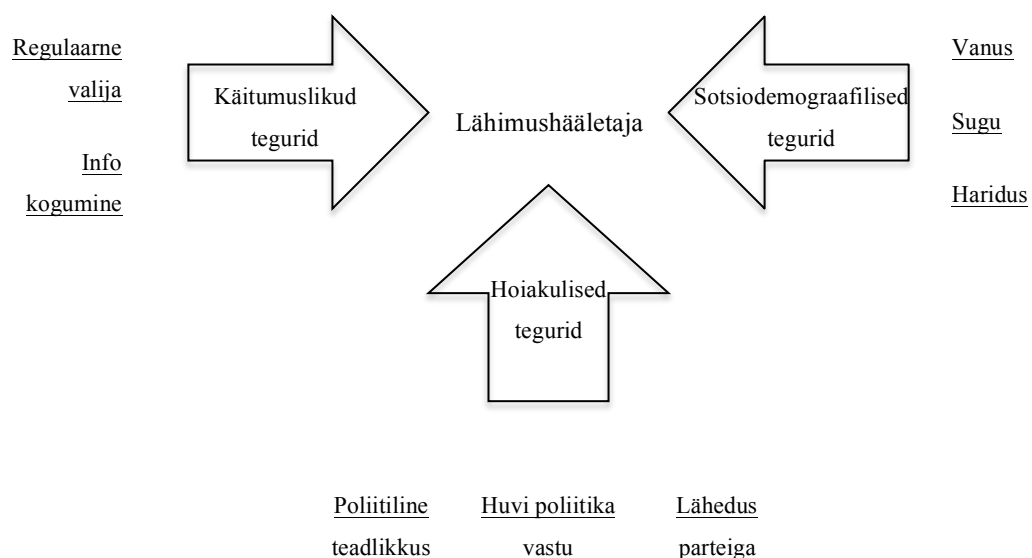 Regulaarne
valija
Info
kogumine
Käitumuslikud
tegurid
Lähimushääletaja
Sotsiodemograafilised
tegurid
Vanus
Sugu
Haridus
Hoiakulised
tegurid
Poliitiline
teadlikkus
Huvi poliitika
vastu
Lähedus
parteiga